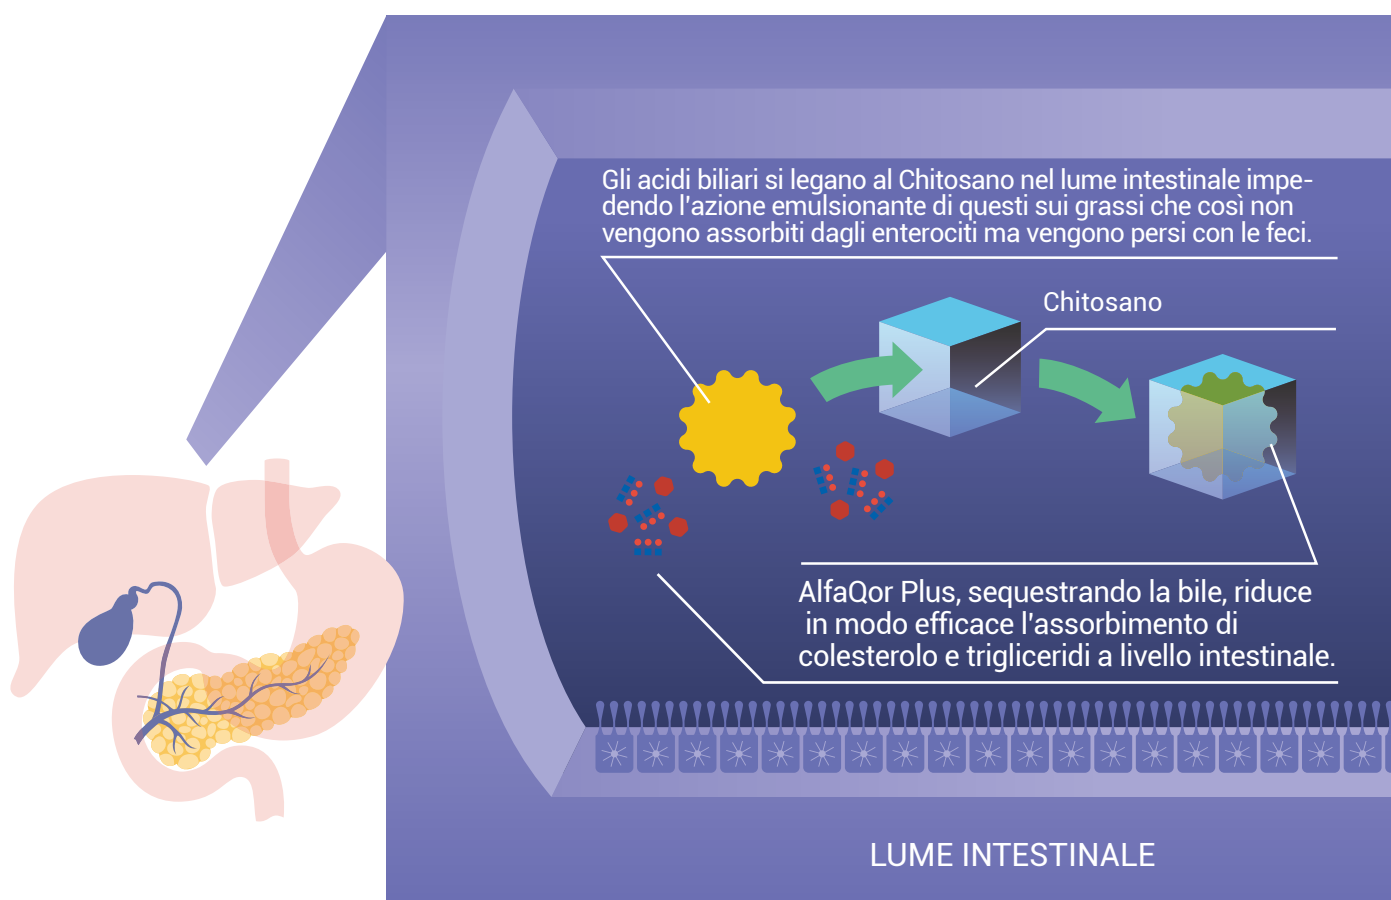 Gli acidi biliari si legano al Chitosano nel lume intestinale impe-
dendo l'azione emulsionante di questi sui grassi che così non
vengono assorbiti dagli enterociti ma vengono persi con le feci.
Chitosano
AlfaQor Plus, sequestrando la bile, riduce
in modo efficace l'assorbimento di
colesterolo e trigliceridi a livello intestinale.
LUME INTESTINALE